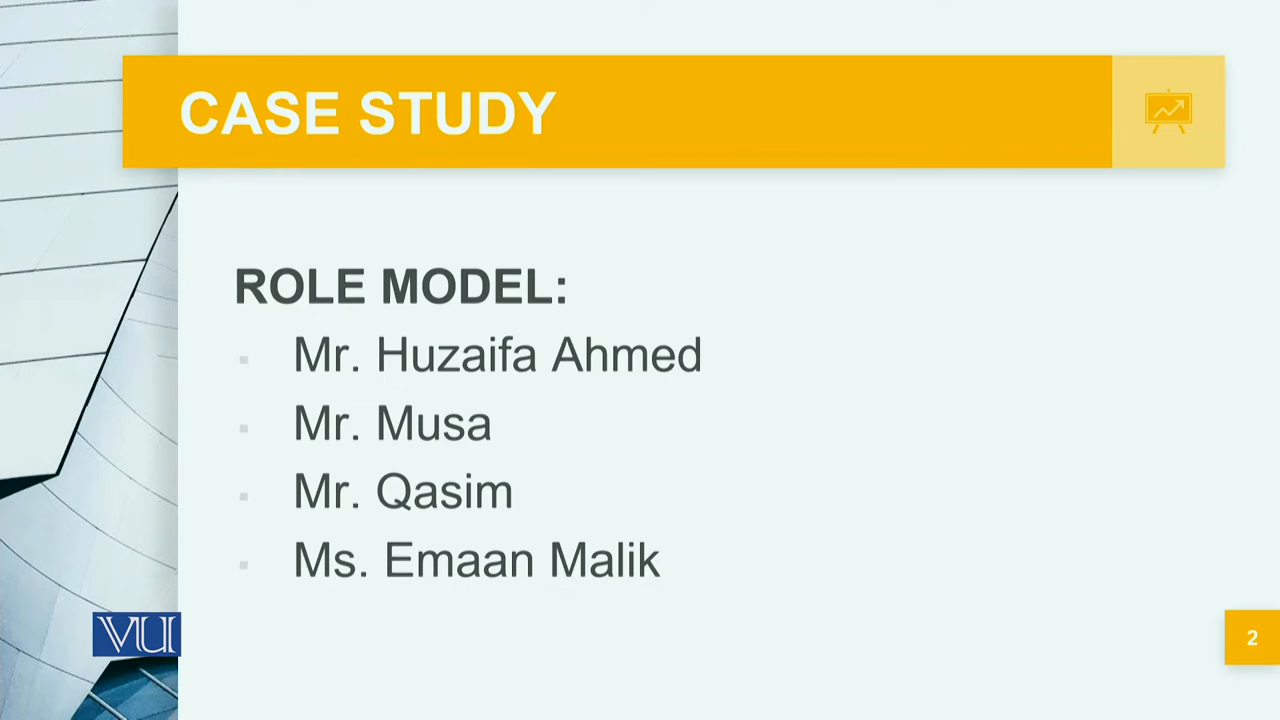 CASE STUDY
ROLE MODEL:
Mr. Huzaifa Ahmed
Mr. Musa
Mr. Qasim
Ms. Emaan Malik
VU
2